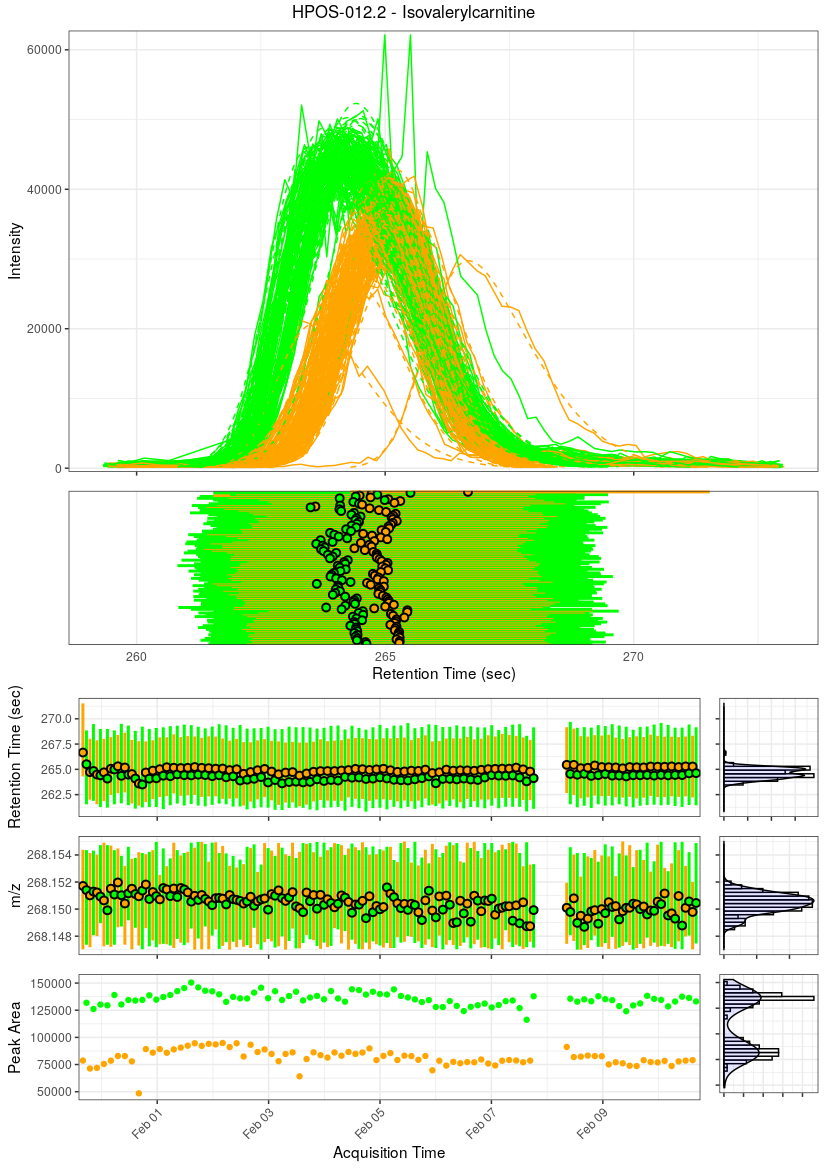 HPOS-012.2 - Isovalerylcarnitine
60000
40000
20000
0
Intensity
260
265
270
Retention Time (sec)
270.0
267.5
265.0
262.5
Retention Time (sec)
268.154
268.152
268.150
268.148
m/z
150000
125000
100000
75000
50000
Peak Area
Feb 01
Feb 03
Feb 05
Feb 07
Feb 09
Acquisition Time